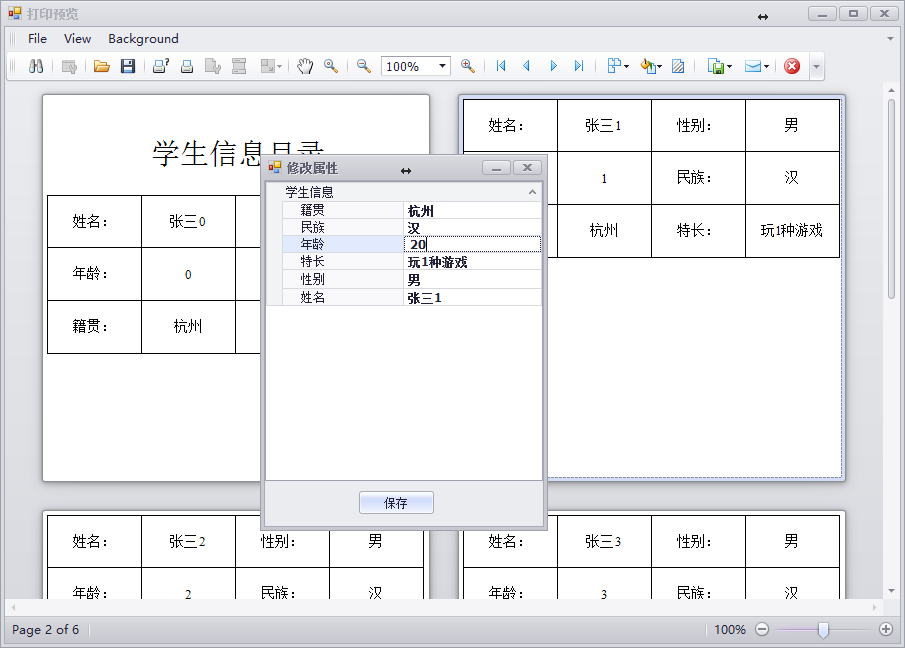 打印预览
File View Background
100%
学生信息目录
姓名： 张三0
年龄： 0
籍贯： 杭州
姓名： 张三1 性别： 男
1 民族： 汉
杭州 特长： 玩1种游戏
修改属性
学生信息
籍贯 杭州
民族 汉
年龄 20
特长 玩1种游戏
性别 男
姓名 张三1
保存
姓名： 张三2 性别： 男
年龄： 2 民族： 汉
姓名： 张三3 性别： 男
年龄： 3 民族： 汉
Page 2 of 6
100%